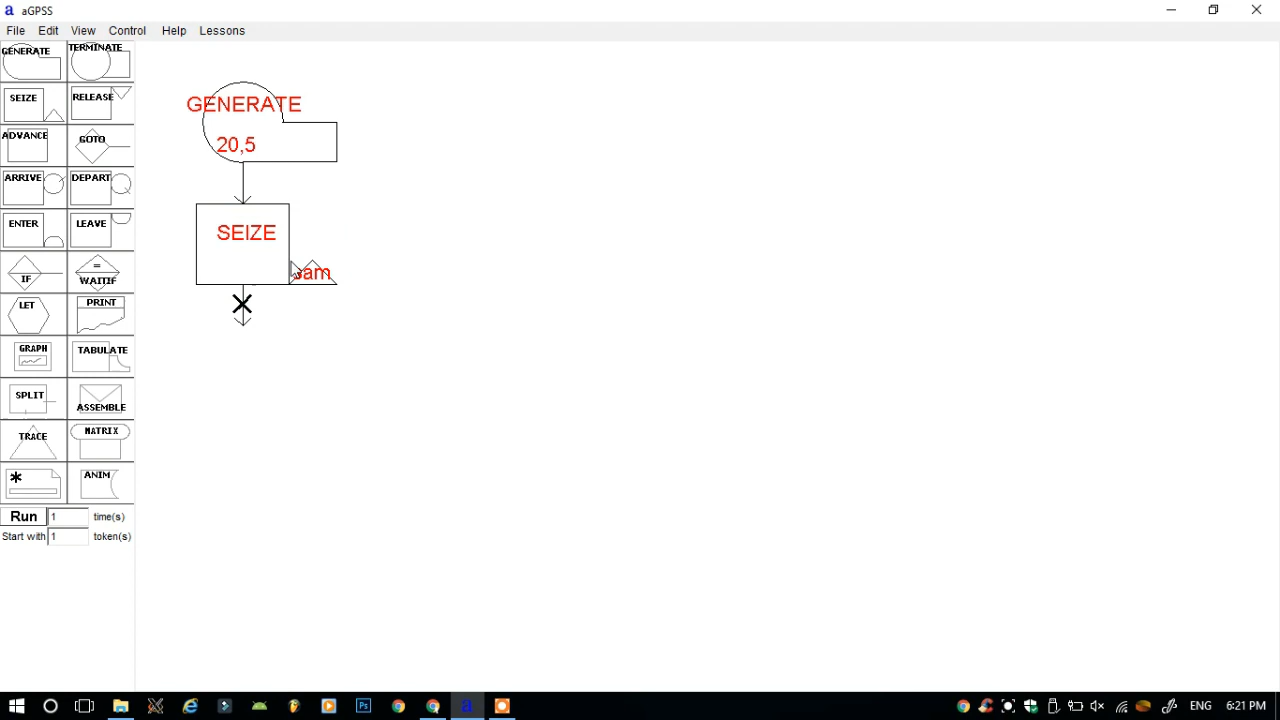 aGPSS
File Edit View Control Help Lessons
GENERATE TERMINATE
SEIZE RELEASE
ADVANCE GOTO
ARRIVE DEPART
ENTER LEAVE
IF = WAITIF
LET PRINT
GRAPH TABULATE
SPLIT ASSEMBLE
TRACE MATRIX
* ANIM
Run 1 time(s)
Start with 1 token(s)
GENERATE
20,5
SEIZE
ENG 6:21 PM